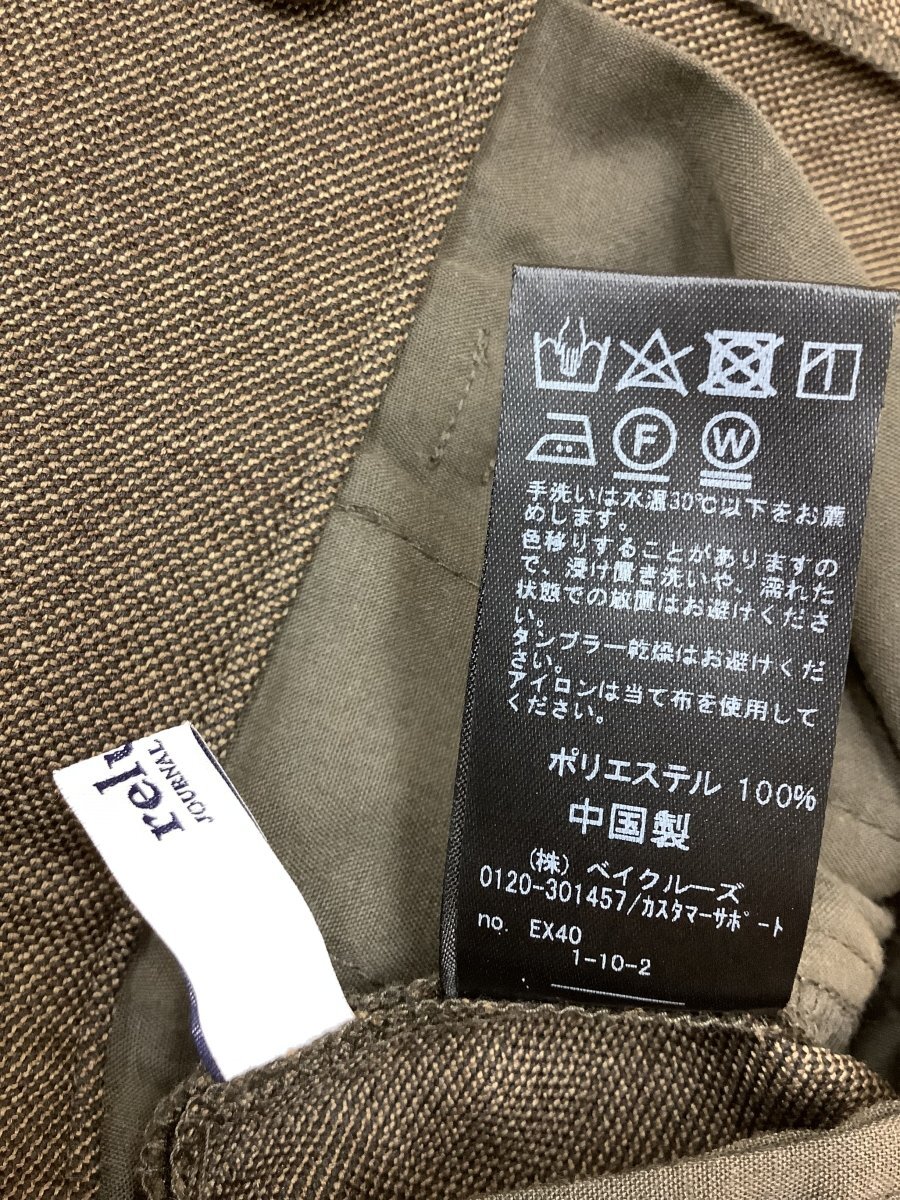 F
W
手洗いは水温30℃以下をお薦
めします。
色移りすることがありますの
で、浸け置き洗いや、濡れた
状態での放置はお避けくださ
い。
タンブラー乾燥はお避けくだ
さい。
アイロンは当て布を使用して
ください。
ポリエステル 100%
中国製
(株) ベイクルーズ
0120-301457/カスタマーサポート
no. EX40
1-10-2
JOURNAL